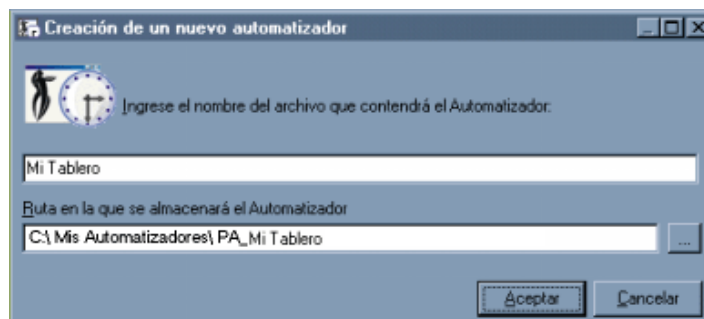 Creación de un nuevo automatizador
Ingrese el nombre del archivo que contendrá el Automatizador:
Mi Tablero
Ruta en la que se almacenará el Automatizador
C:\ Mis Automatizadores\ PA_Mi Tablero
...
Aceptar
Cancelar